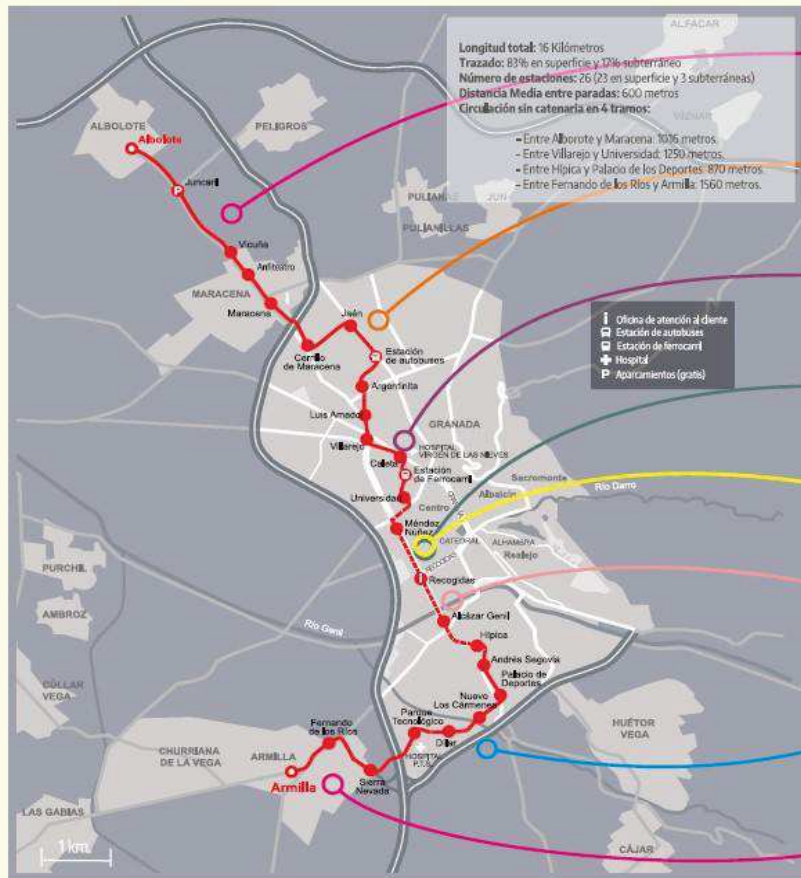 Longitud total: 16 Kilómetros
Trazado: 83% en superficie y 17% subterráneo
Número de estaciones: 26 (23 en superficie y 3 subterráneas)
Distancia Media entre paradas: 600 metros
Circulación sin catenaria en 4 tramos:
- Entre Alborote y Maracena: 1016 metros.
- Entre Villarejo y Universidad: 1250 metros.
- Entre Hípica y Palacio de los Deportes: 870 metros.
- Entre Fernando de los Ríos y Armilla: 1560 metros.
ALFACAR
VÍZNAR
ALBOLOTE
Albolote
PELIGROS
Juncaril
P
PULIANAS
JUN
PULIANILLAS
Vicuña
Anfiteatro
MARACENA
Maracena
Jaén
Cerrillo
de Maracena
Estación
de autobuses
i Oficina de atención al cliente
Estación de autobuses
Estación de ferrocarril
Hospital
P Aparcamientos (gratis)
Argentinita
Luis Amado
GRANADA
Villarejo
HOSPITAL
VIRGEN DE LAS NIEVES
Caleta
Estación
de Ferrocarril
Universidad
Centro
Sacromonte
Albaicín
Río Darro
Méndez
Núñez
CATEDRAL
ALHAMBRA
Realejo
RECOGIDAS
Recogidas
PURCHIL
AMBROZ
Río Genil
Alcázar Genil
Hípica
Andrés Segovia
Palacio de
Deportes
Nuevo
Los Cármenes
CÚLLAR
VEGA
Fernando
de los Ríos
Parque
Tecnológico
Dílar
HOSPITAL
P.T.S.
HUÉTOR
VEGA
CHURRIANA
DE LA VEGA
ARMILLA
Armilla
Sierra
Nevada
LAS GABIAS
1 km.
CÁJAR